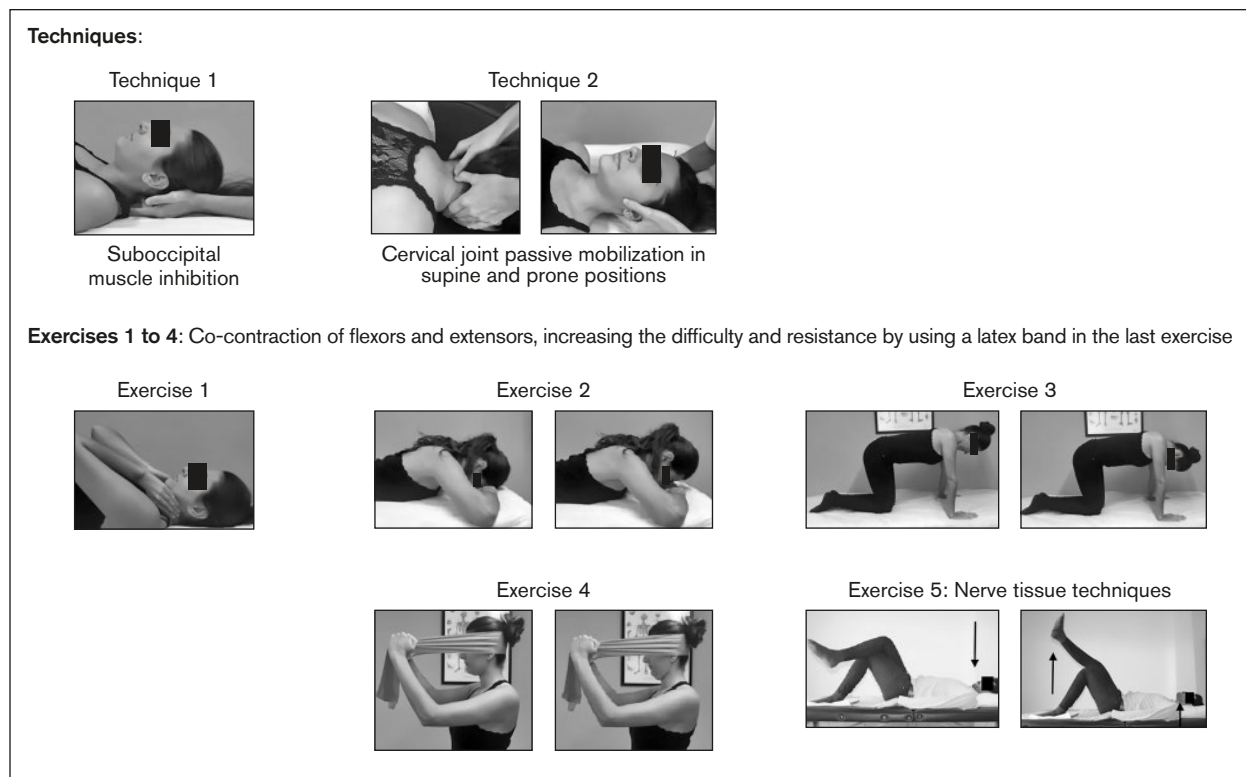 Techniques:
Technique 1
Technique 2
Suboccipital
muscle inhibition
Cervical joint passive mobilization in
supine and prone positions
Exercises 1 to 4: Co-contraction of flexors and extensors, increasing the difficulty and resistance by using a latex band in the last exercise
Exercise 1
Exercise 2
Exercise 3
Exercise 4
Exercise 5: Nerve tissue techniques